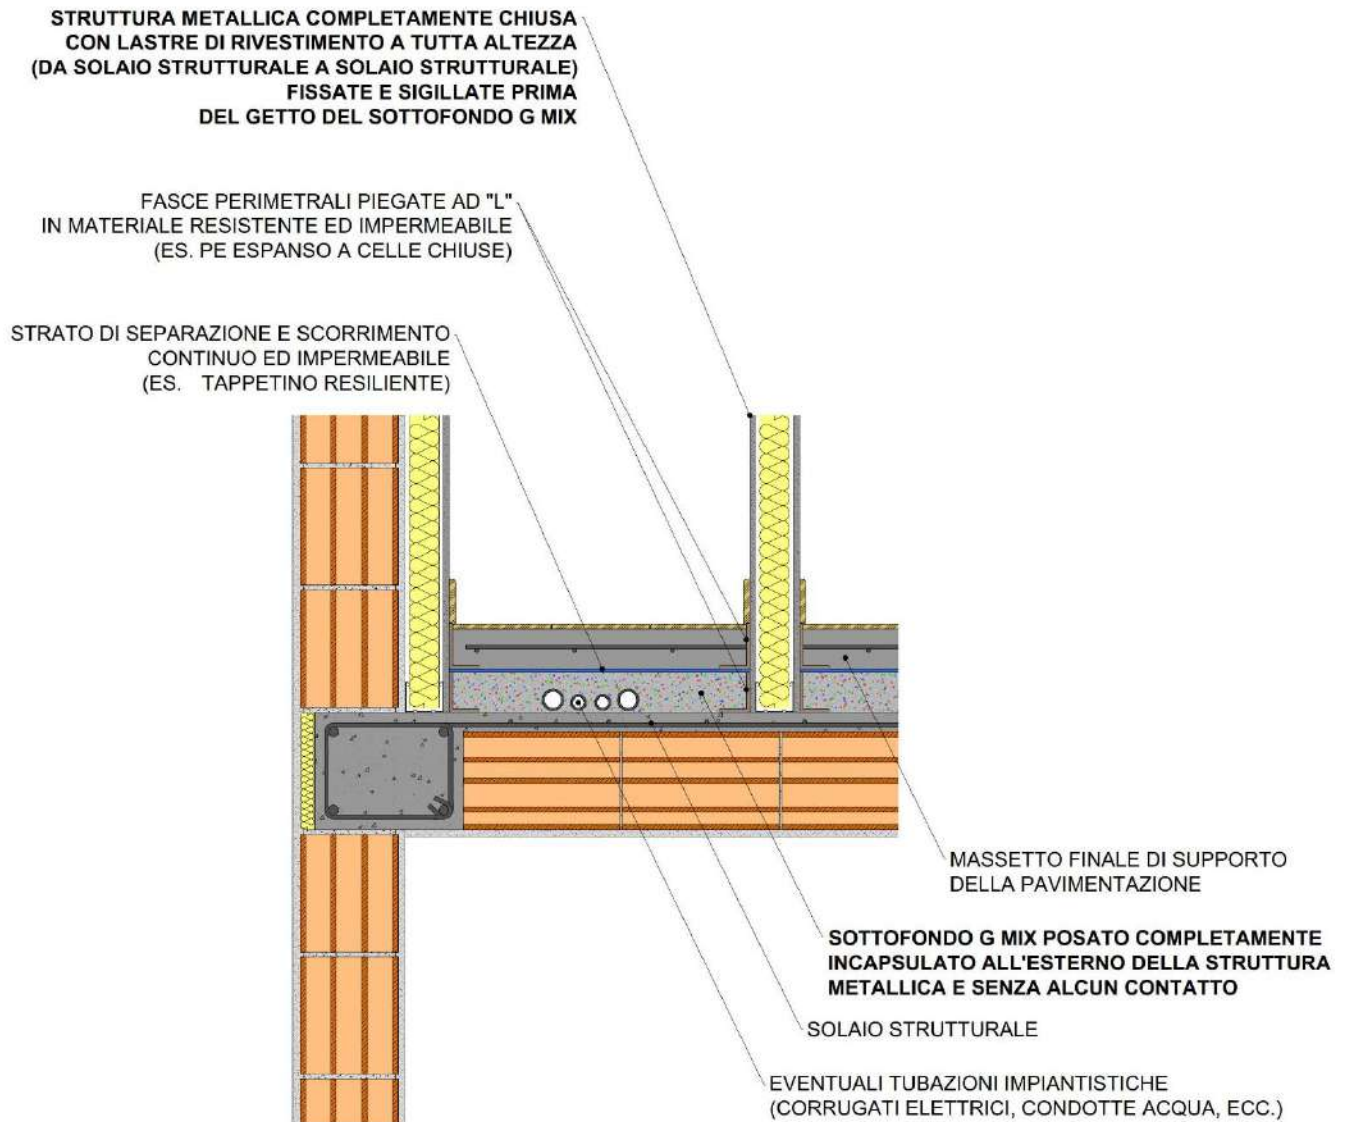 STRUTTURA METALLICA COMPLETAMENTE CHIUSA
CON LASTRE DI RIVESTIMENTO A TUTTA ALTEZZA
(DA SOLAIO STRUTTURALE A SOLAIO STRUTTURALE)
FISSATE E SIGILLATE PRIMA
DEL GETTO DEL SOTTOFONDO G MIX
FASCE PERIMETRALI PIEGATE AD "L"
IN MATERIALE RESISTENTE ED IMPERMEABILE
(ES. PE ESPANSO A CELLE CHIUSE)
STRATO DI SEPARAZIONE E SCORRIMENTO
CONTINUO ED IMPERMEABILE
(ES. TAPPETINO RESILIENTE)
MASSETTO FINALE DI SUPPORTO
DELLA PAVIMENTAZIONE
SOTTOFONDO G MIX POSATO COMPLETAMENTE
INCAPSULATO ALL'ESTERNO DELLA STRUTTURA
METALLICA E SENZA ALCUN CONTATTO
SOLAIO STRUTTURALE
EVENTUALI TUBAZIONI IMPIANTISTICHE
(CORRUGATI ELETTRICI, CONDOTTE ACQUA, ECC.)